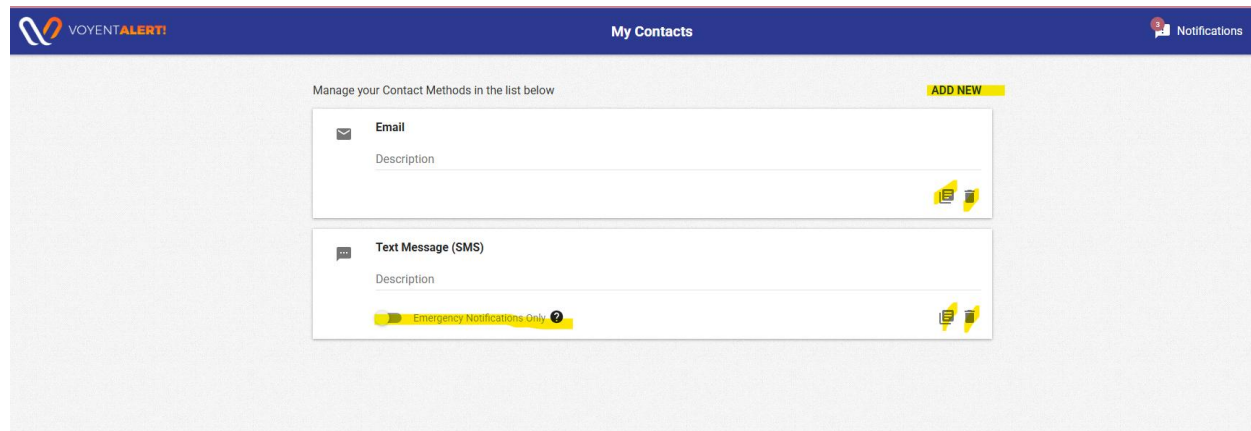 VOYENTALERT!
My Contacts
3
Notifications
Manage your Contact Methods in the list below
ADD NEW
Email
Description
Text Message (SMS)
Description
Emergency Notifications Only ?